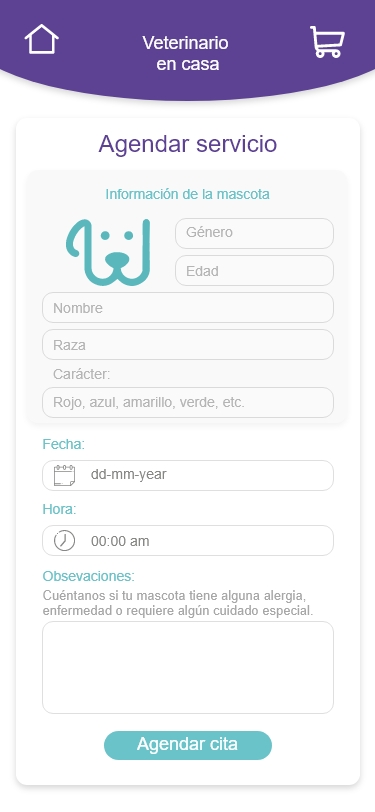 Veterinario
en casa
Agendar servicio
Información de la mascota
Género
Edad
Nombre
Raza
Carácter:
Rojo, azul, amarillo, verde, etc.
Fecha:
dd-mm-year
Hora:
00:00 am
Obsevaciones:
Cuéntanos si tu mascota tiene alguna alergia,
enfermedad o requiere algún cuidado especial.
Agendar cita